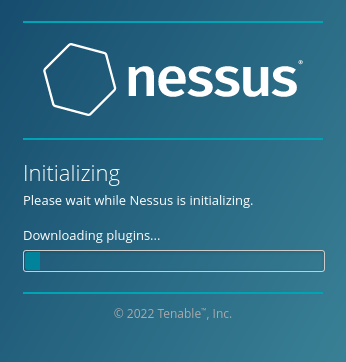 nessus®
Initializing
Please wait while Nessus is initializing.
Downloading plugins...
© 2022 Tenable™, Inc.